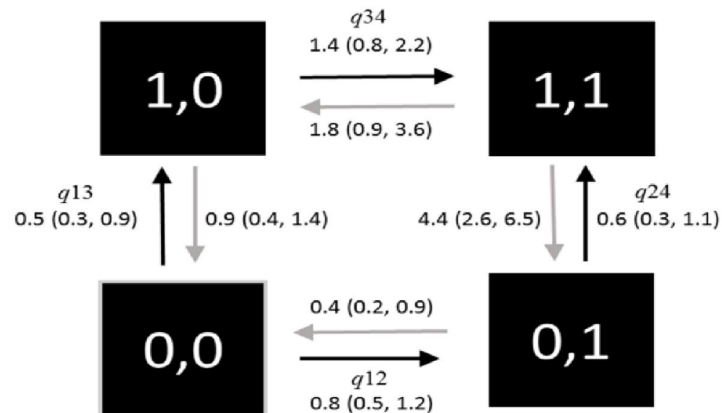 q34
1.4 (0.8, 2.2)
1,0
1,1
1.8 (0.9, 3.6)
q13
0.5 (0.3, 0.9)
0.9 (0.4, 1.4)
4.4 (2.6, 6.5)
q24
0.6 (0.3, 1.1)
0.4 (0.2, 0.9)
0,0
0,1
q12
0.8 (0.5, 1.2)